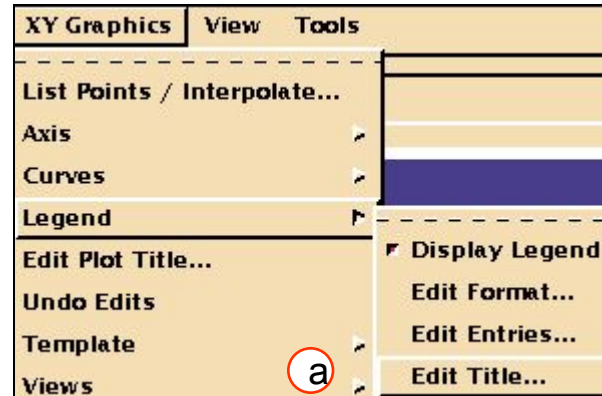 XY Graphics View Tools
List Points / Interpolate...
Axis
Curves
Legend
Edit Plot Title...
Undo Edits
Template
Views
Display Legend
Edit Format...
Edit Entries...
Edit Title...
a